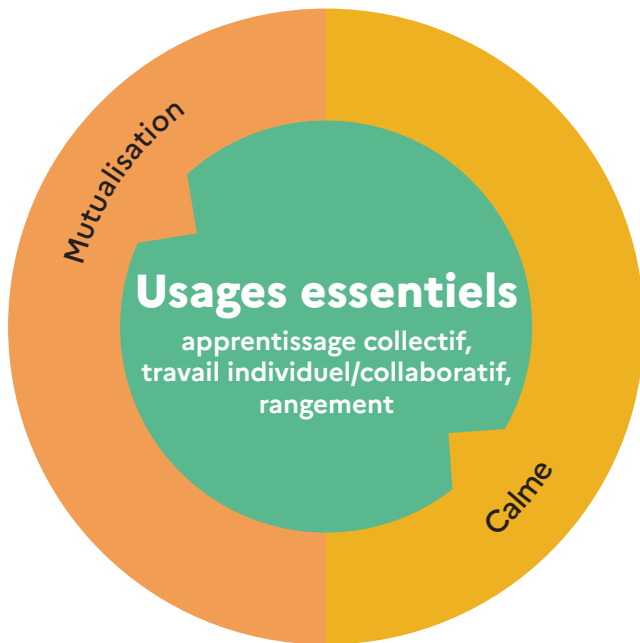 Mutualisation
Usages essentiels
apprentissage collectif,
travail individuel/collaboratif,
rangement
Calme